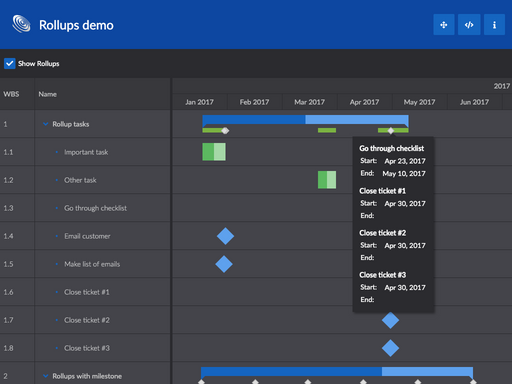 Rollups demo
Show Rollups
2017
WBS
Name
Jan 2017
Feb 2017
Mar 2017
Apr 2017
May 2017
Jun 2017
1
Rollup tasks
1.1
Important task
1.2
Other task
1.3
Go through checklist
1.4
Email customer
1.5
Make list of emails
1.6
Close ticket #1
1.7
Close ticket #2
1.8
Close ticket #3
2
Rollups with milestone
Go through checklist
Start: Apr 23, 2017
End: May 10, 2017
Close ticket #1
Start: Apr 30, 2017
End:
Close ticket #2
Start: Apr 30, 2017
End:
Close ticket #3
Start: Apr 30, 2017
End: